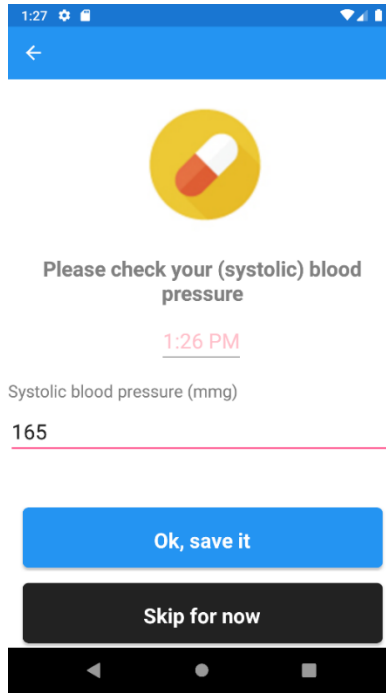 1:27
Please check your (systolic) blood
pressure
1:26 PM
Systolic blood pressure (mmg)
165
Ok, save it
Skip for now